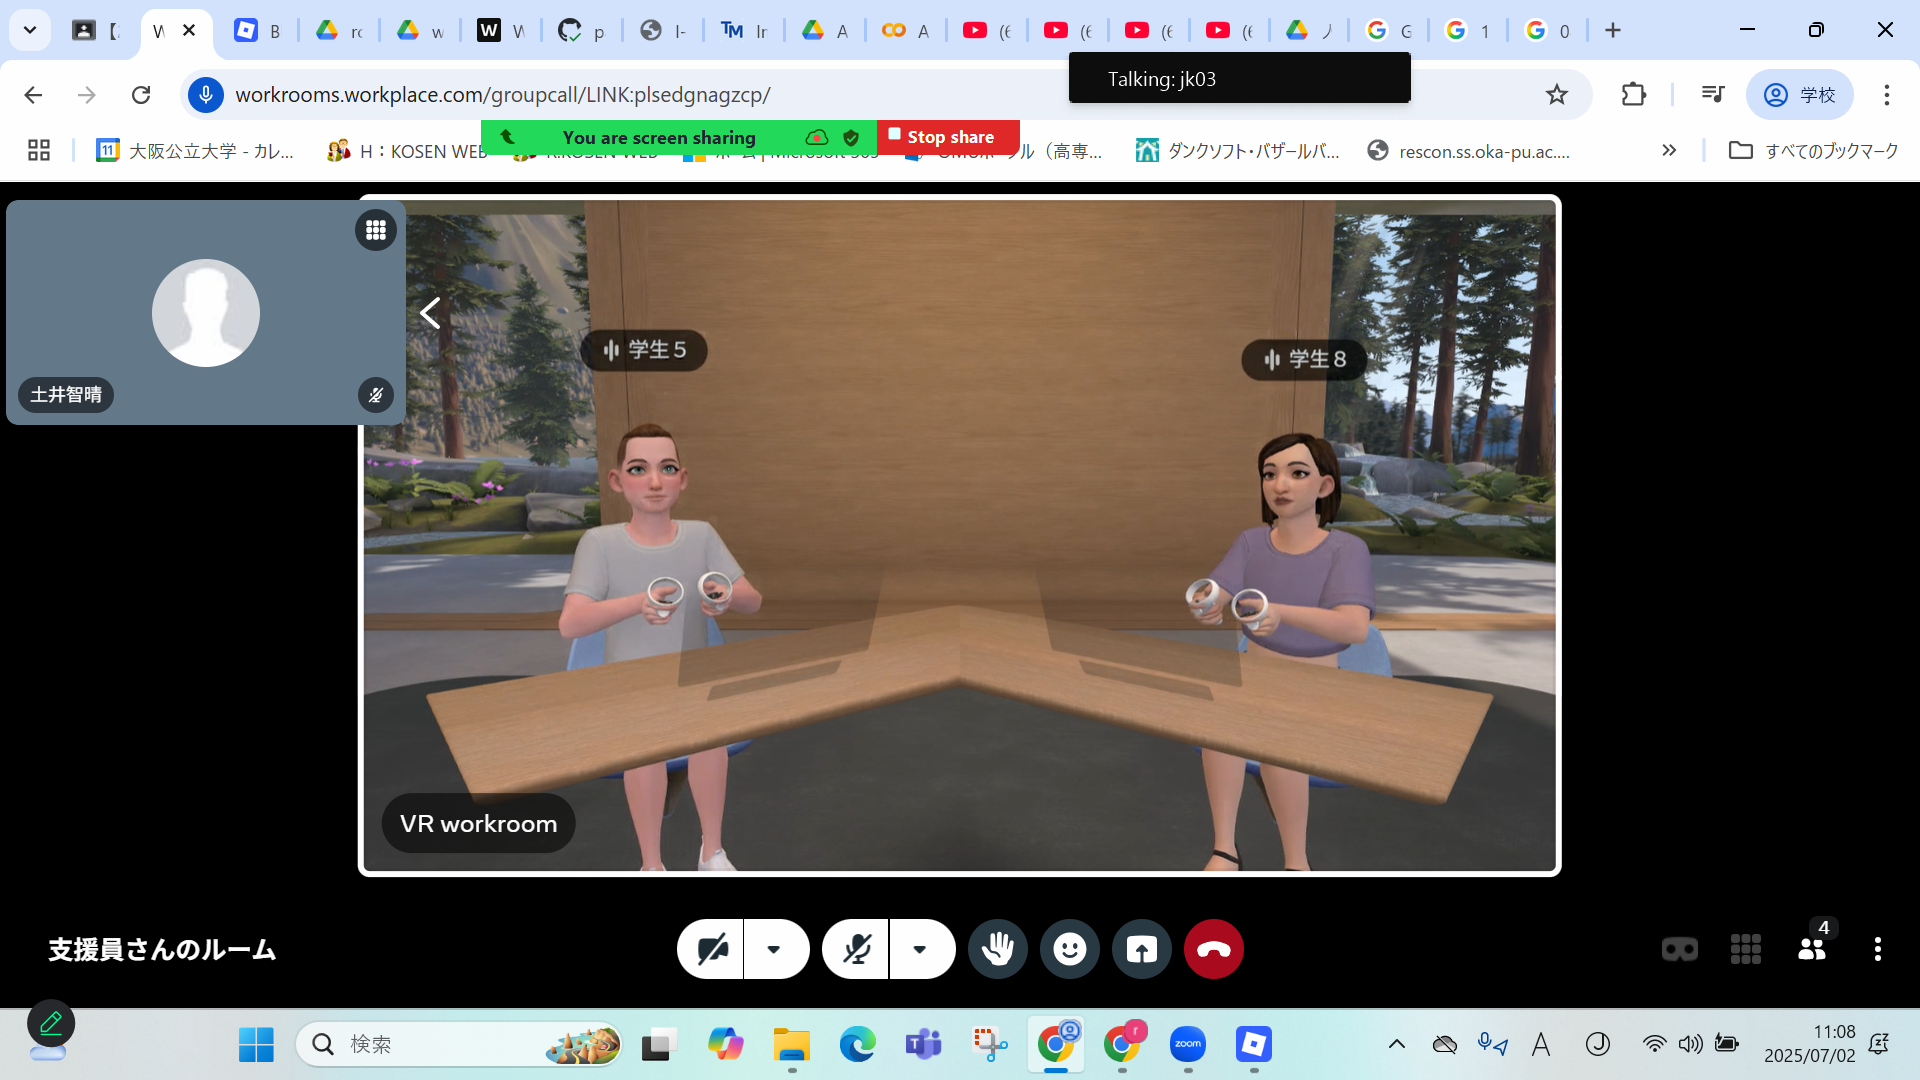 Talking: jk03
workrooms.workplace.com/groupcall/LINK:plsedgnagzcp/
学校
You are screen sharing
Stop share
11
大阪公立大学 - カレ...
H：KOSEN WEB
rescon.ss.oka-pu.ac....
ダンクソフト・バザールバ...
すべてのブックマーク
学生５
学生８
土井智晴
VR workroom
支援員さんのルーム
4
検索
zoom
A
11:08
2025/07/02